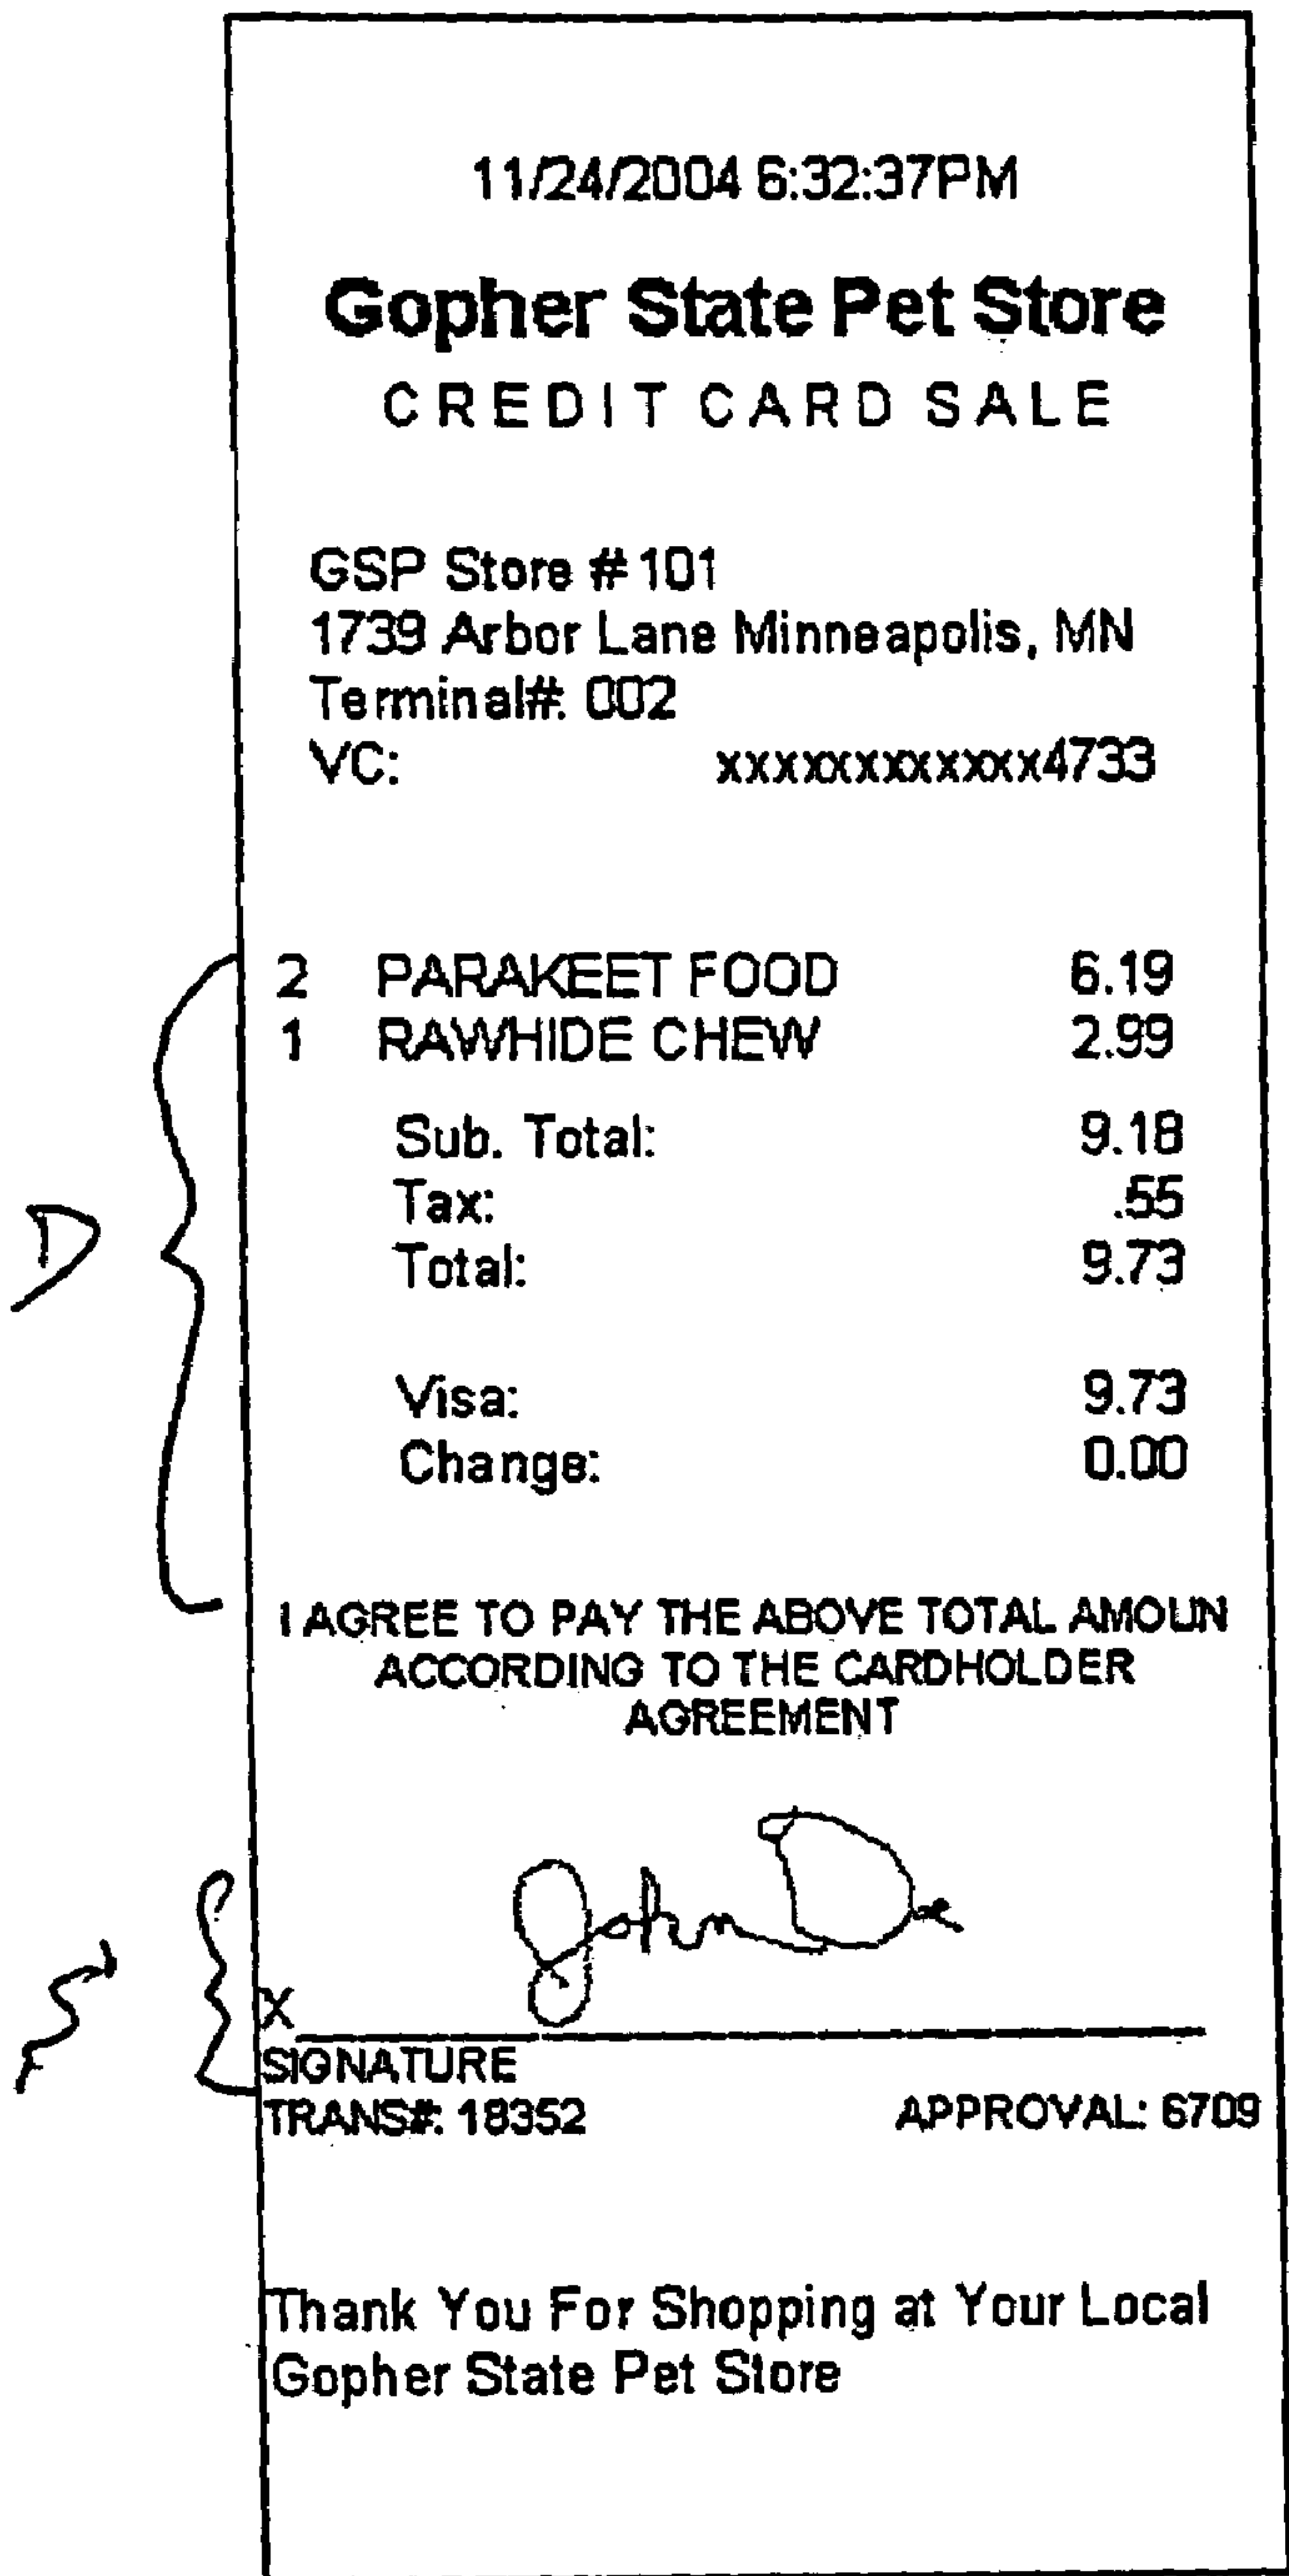 11/24/2004 6:32:37PM
Gopher State Pet Store
CREDIT CARD SALE
GSP Store #101
1739 Arbor Lane Minneapolis, MN
Terminal#: 002
VC: xxxxxxxxxxxx4733
2 PARAKEET FOOD 6.19
1 RAWHIDE CHEW 2.99
Sub. Total: 9.18
Tax: .55
D
Total: 9.73
Visa: 9.73
Change: 0.00
I AGREE TO PAY THE ABOVE TOTAL AMOUN
ACCORDING TO THE CARDHOLDER
AGREEMENT
John Doe
S
X
SIGNATURE
TRANS#: 18352 APPROVAL: 6709
Thank You For Shopping at Your Local
Gopher State Pet Store